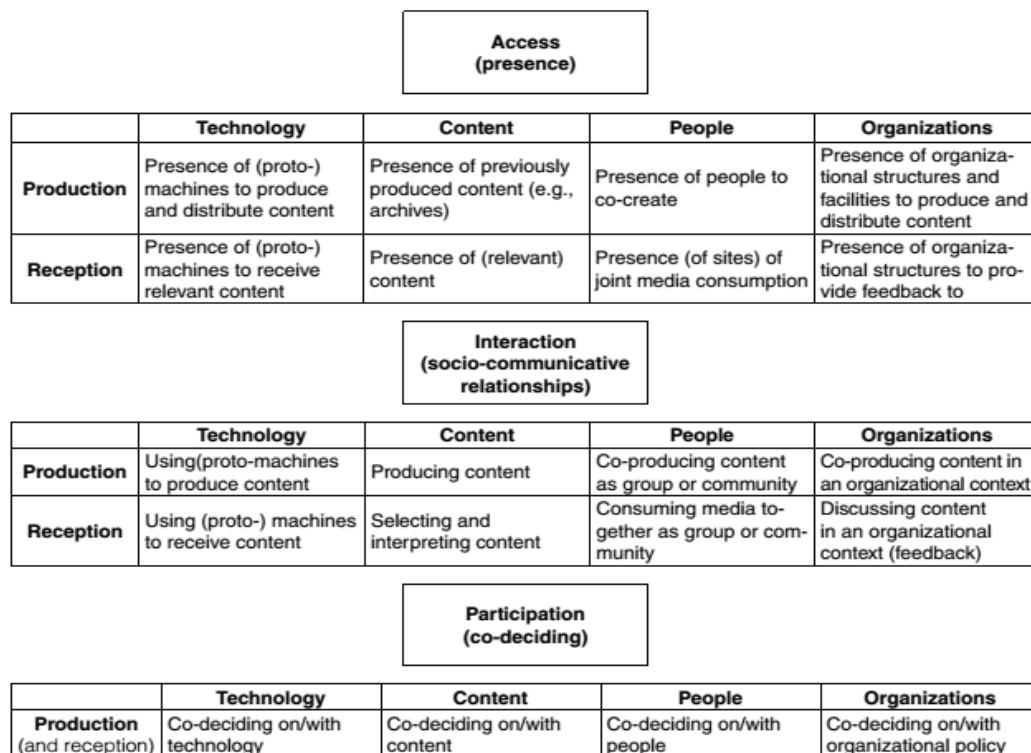 Access
(presence)
Technology Content People Organizations
Production
Presence of (proto-)
machines to produce
and distribute content
Presence of previously
produced content (e.g.,
archives)
Presence of people to
co-create
Presence of organiza-
tional structures and
facilities to produce and
distribute content
Reception
Presence of (proto-)
machines to receive
relevant content
Presence of (relevant)
content
Presence (of sites) of
joint media consumption
Presence of organiza-
tional structures to pro-
vide feedback to
Interaction
(socio-communicative
relationships)
Technology Content People Organizations
Production
Using(proto-machines
to produce content
Producing content
Co-producing content
as group or community
Co-producing content in
an organizational context
Reception
Using (proto-) machines
to receive content
Selecting and
interpreting content
Consuming media to-
gether as group or com-
munity
Discussing content
in an organizational
context (feedback)
Participation
(co-deciding)
Technology Content People Organizations
Production
(and reception)
Co-deciding on/with
technology
Co-deciding on/with
content
Co-deciding on/with
people
Co-deciding on/with
organizational policy